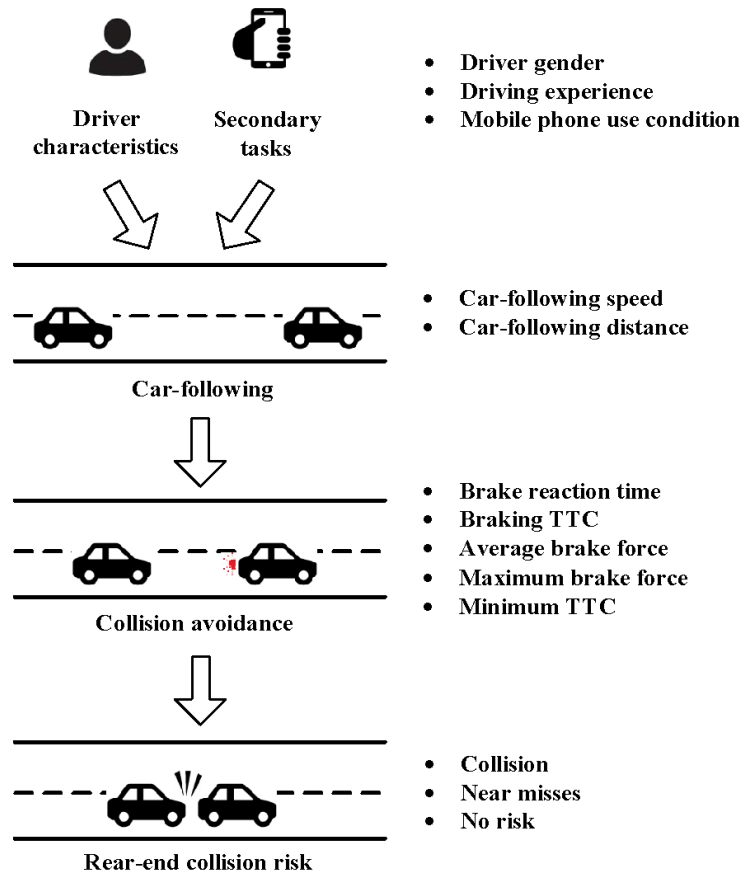 Driver
characteristics
Secondary
tasks
• Driver gender
• Driving experience
• Mobile phone use condition
Car-following
• Car-following speed
• Car-following distance
Collision avoidance
• Brake reaction time
• Braking TTC
• Average brake force
• Maximum brake force
• Minimum TTC
Rear-end collision risk
• Collision
• Near misses
• No risk